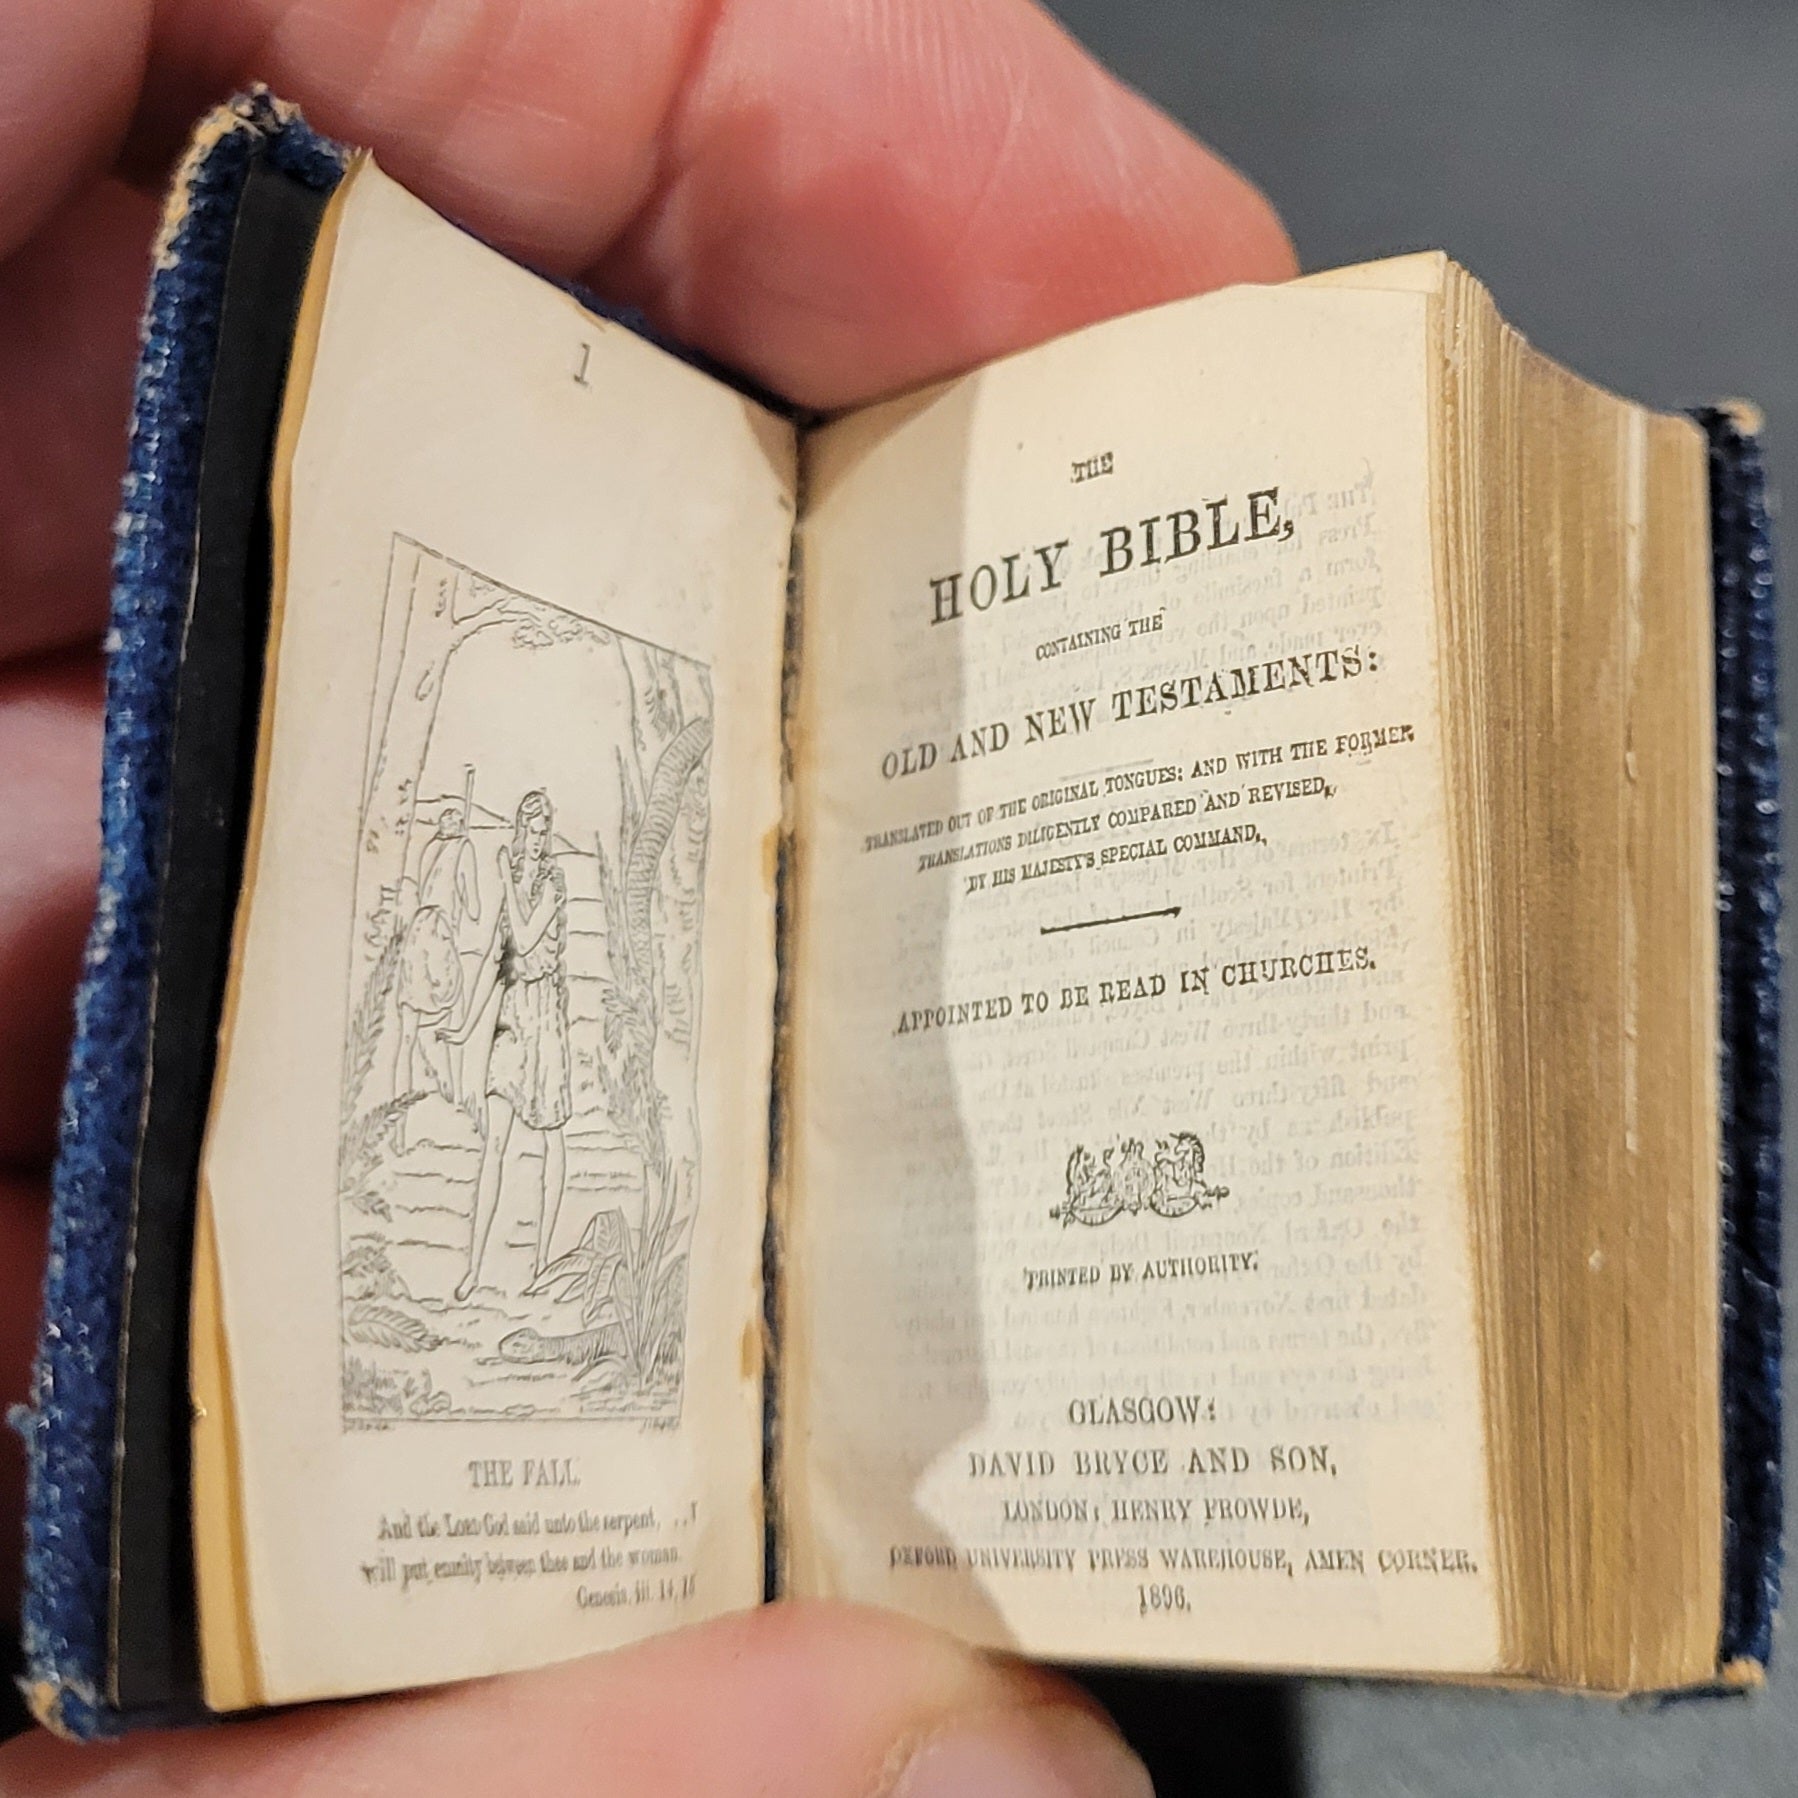 1
THE FALL.
And the LORD God said unto the serpent, . . I
will put enmity between thee and the woman.
Genesis. iii. 14, 15
THE
HOLY BIBLE,
CONTAINING THE
OLD AND NEW TESTAMENTS:
TRANSLATED OUT OF THE ORIGINAL TONGUES: AND WITH THE FORMER
TRANSLATIONS DILIGENTLY COMPARED AND REVISED,
BY HIS MAJESTY'S SPECIAL COMMAND,
APPOINTED TO BE READ IN CHURCHES.
PRINTED BY AUTHORITY.
GLASGOW:
DAVID BRYCE AND SON,
LONDON: HENRY FROWDE,
OXFORD UNIVERSITY PRESS WAREHOUSE, AMEN CORNER.
1896.